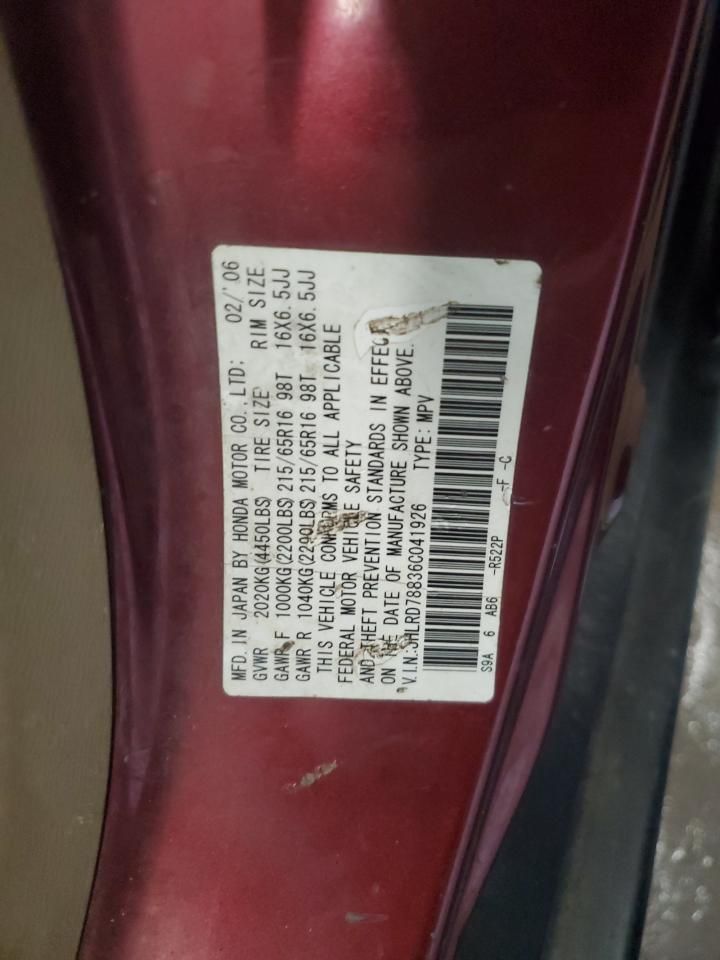 MFD. IN JAPAN BY HONDA MOTOR CO., LTD; 02/'06
GVWR 2020KG(4450LBS) TIRE SIZE RIM SIZE
GAWR F 1000KG(2200LBS)215/65R16 98T 16X6.5JJ
GAWR R 1040KG(2290LBS)215/65R16 98T 16X6.5JJ
THIS VEHICLE CONFORMS TO ALL APPLICABLE
FEDERAL MOTOR VEHICLE SAFETY
AND THEFT PREVENTION STANDARDS IN EFFECT
ON THE DATE OF MANUFACTURE SHOWN ABOVE.
V.I.N.:JHLRD78836C041926 TYPE: MPV
S9A 6 AB6 -R522P -F -C